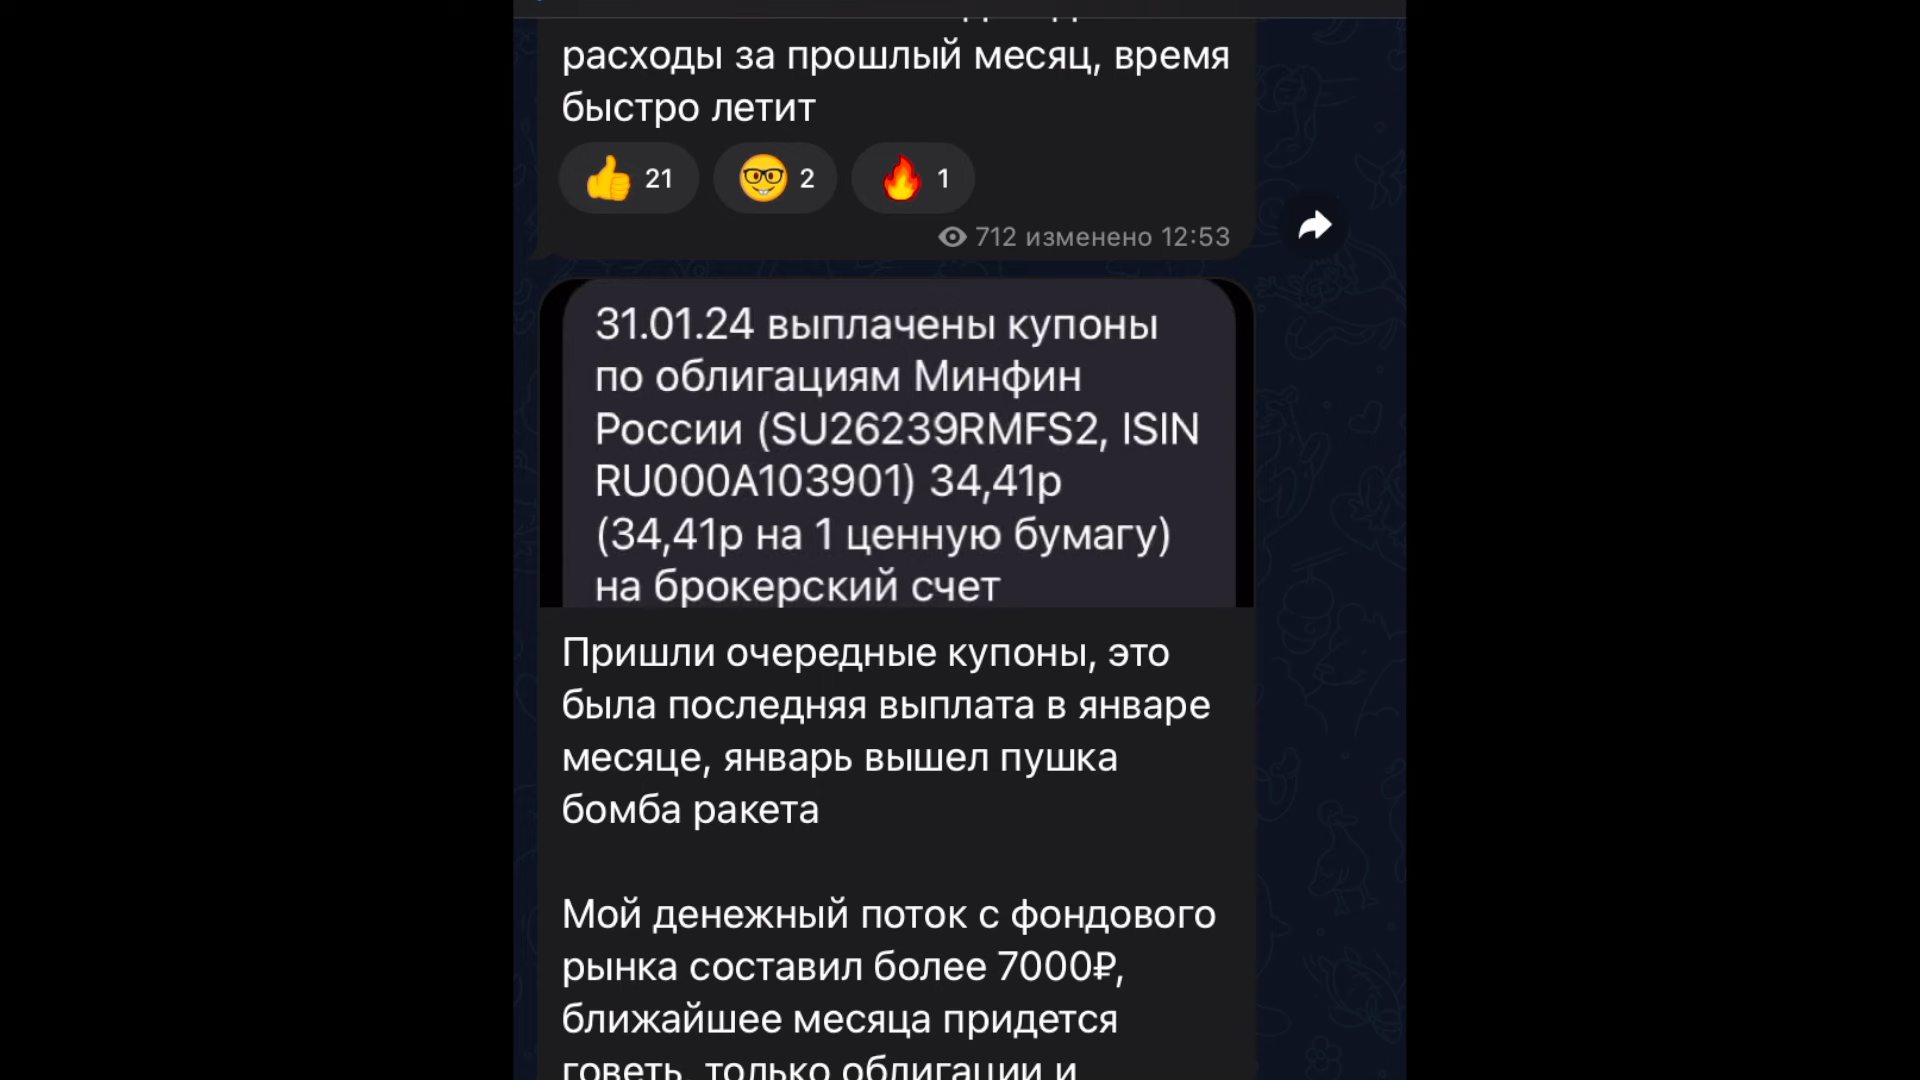 расходы за прошлый месяц, время
быстро летит
21 2 1
712 изменено 12:53
31.01.24 выплачены купоны
по облигациям Минфин
России (SU26239RMFS2, ISIN
RU000A103901) 34,41р
(34,41р на 1 ценную бумагу)
на брокерский счет
Пришли очередные купоны, это
была последняя выплата в январе
месяце, январь вышел пушка
бомба ракета
Мой денежный поток с фондового
рынка составил более 7000₽,
ближайшее месяца придется
говеть, только облигации и